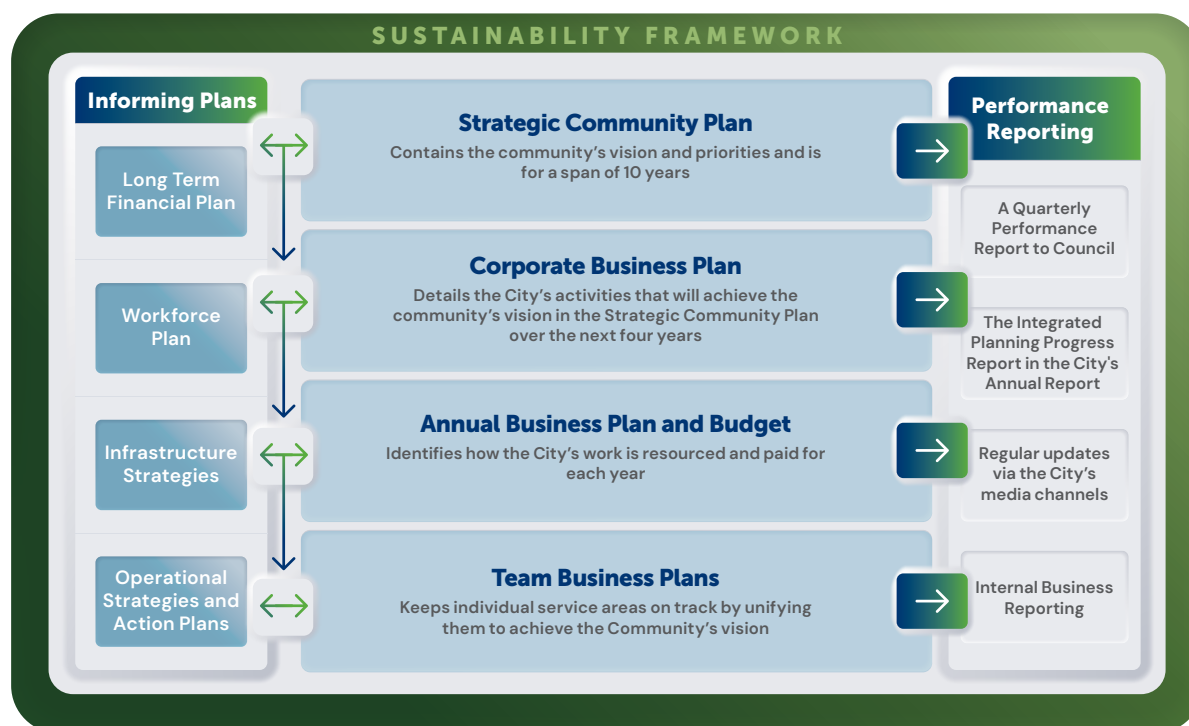 SUSTAINABILITY FRAMEWORK
Informing Plans
Long Term
Financial Plan
Workforce
Plan
Infrastructure
Strategies
Operational
Strategies and
Action Plans
Strategic Community Plan
Contains the community’s vision and priorities and is
for a span of 10 years
Corporate Business Plan
Details the City’s activities that will achieve the
community’s vision in the Strategic Community Plan
over the next four years
Annual Business Plan and Budget
Identifies how the City’s work is resourced and paid for
each year
Team Business Plans
Keeps individual service areas on track by unifying
them to achieve the Community’s vision
Performance
Reporting
A Quarterly
Performance
Report to Council
The Integrated
Planning Progress
Report in the City's
Annual Report
Regular updates
via the City’s
media channels
Internal Business
Reporting